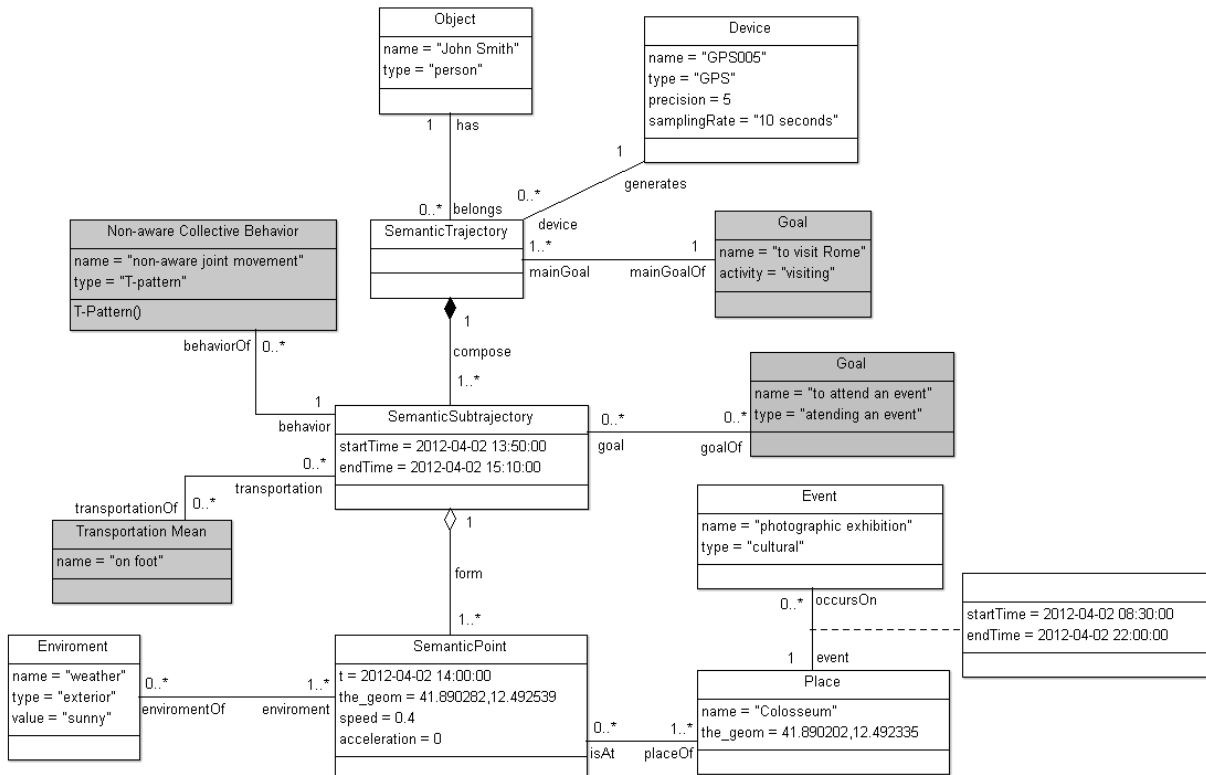 Object
name = "John Smith"
type = "person"
1
has
0..*
belongs
Device
name = "GPS005"
type = "GPS"
precision = 5
samplingRate = "10 seconds"
1
generates
0..*
device
SemanticTrajectory
1..*
mainGoal
1
mainGoalOf
Goal
name = "to visit Rome"
activity = "visiting"
Non-aware Collective Behavior
name = "non-aware joint movement"
type = "T-pattern"
T-Pattern()
behaviorOf
0..*
1
behavior
1
compose
1..*
SemanticSubtrajectory
startTime = 2012-04-02 13:50:00
endTime = 2012-04-02 15:10:00
0..*
goal
0..*
goalOf
Goal
name = "to attend an event"
type = "atending an event"
0..*
transportation
transportationOf
0..*
Transportation Mean
name = "on foot"
1
form
1..*
Event
name = "photographic exhibition"
type = "cultural"
0..*
occursOn
startTime = 2012-04-02 08:30:00
endTime = 2012-04-02 22:00:00
1
event
Enviroment
name = "weather"
type = "exterior"
value = "sunny"
0..*
enviromentOf
1..*
enviroment
SemanticPoint
t = 2012-04-02 14:00:00
the_geom = 41.890282,12.492539
speed = 0.4
acceleration = 0
0..*
isAt
1..*
placeOf
Place
name = "Colosseum"
the_geom = 41.890202,12.492335